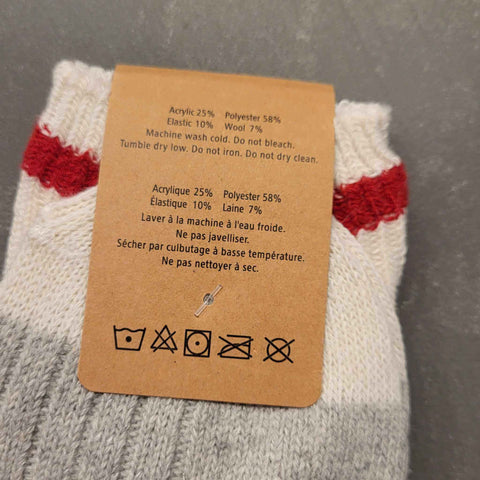 Acrylic 25% Polyester 58%
Elastic 10% Wool 7%
Machine wash cold. Do not bleach.
Tumble dry low. Do not iron. Do not dry clean.
Acrylique 25% Polyester 58%
Élastique 10% Laine 7%
Laver à la machine à l'eau froide.
Ne pas javelliser.
Sécher par culbutage à basse température.
Ne pas nettoyer à sec.